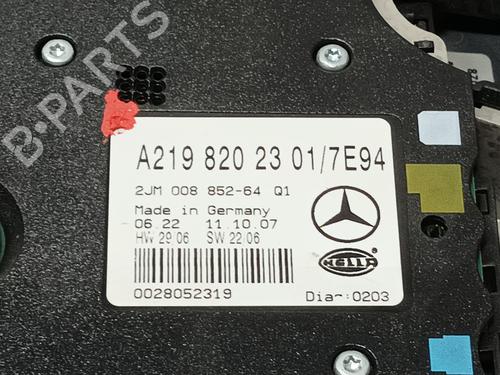 B-PARTS
A219 820 23 01/7E94
2JM 008 852-64 Q1
Made in Germany
06.22 11.10.07
HW 29 06 SW 22 06
HELLA
0028052319
Diag:0203